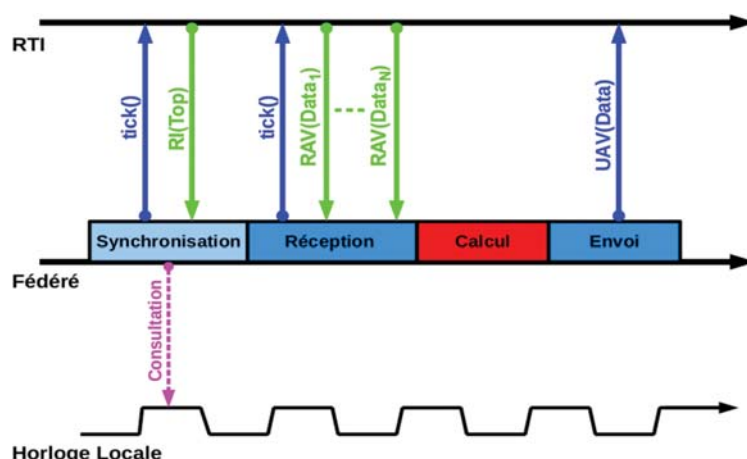 RTI
tick()
RI(Top)
tick()
RAV(Data1)
RAV(DataN)
UAV(Data)
Synchronisation
Réception
Calcul
Envoi
Fédéré
Consultation
Horloge Locale